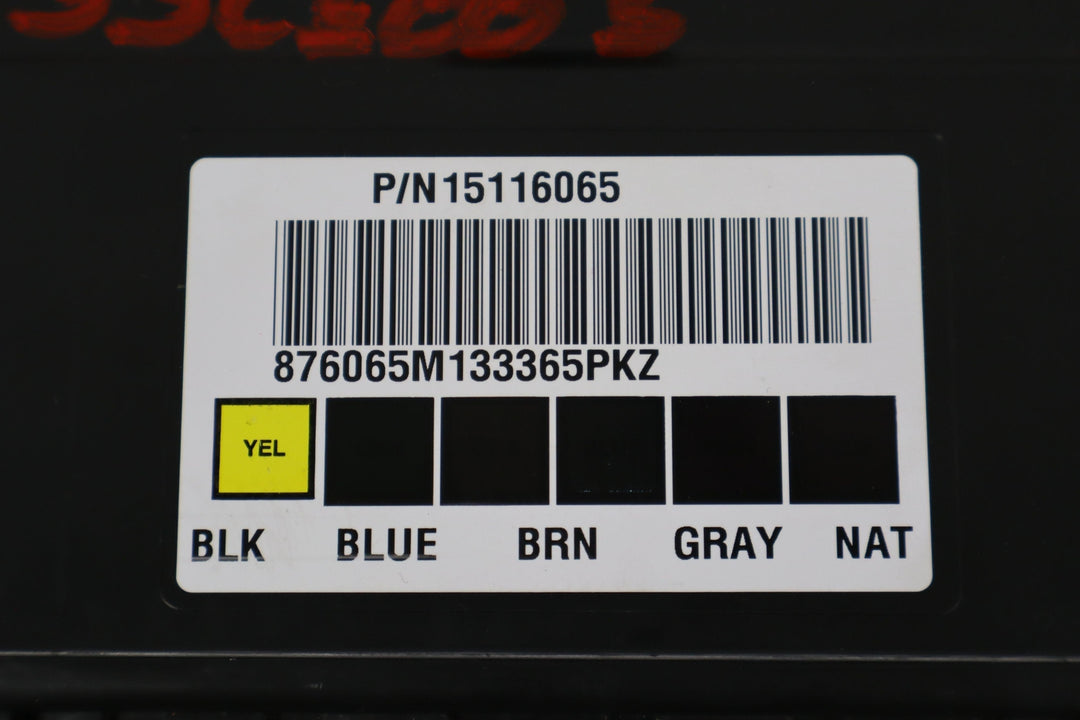 P/N15116065
876065M133365PKZ
YEL
BLK BLUE BRN GRAY NAT